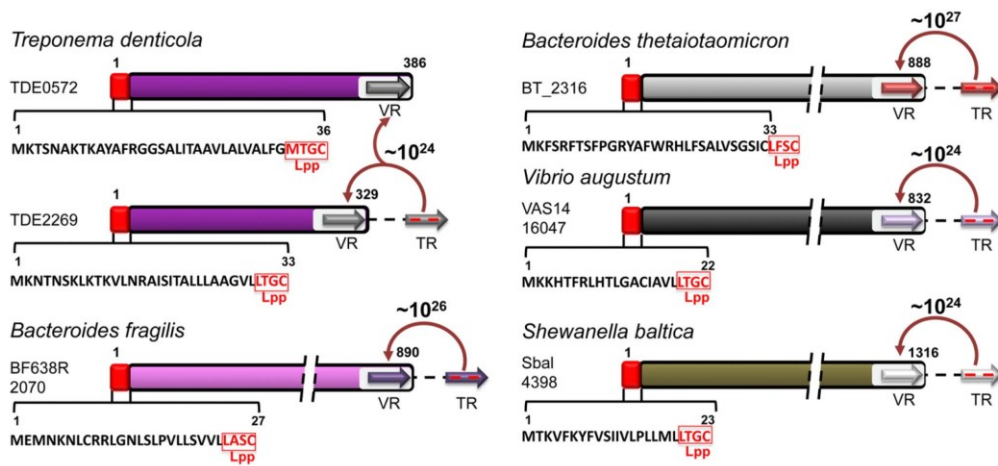 Treponema denticola
1
386
TDE0572
VR
1
36
MKTSNAKTKAYAFRGGSALITAAVLALVALFGMTGC
Lpp
~10²⁴
1
329
TDE2269
VR
TR
1
33
MKNTNSKLKTKVLNRAISITALLLAAGVLLTGC
Lpp
Bacteroides fragilis
~10²⁶
1
890
BF638R
2070
VR
TR
1
27
MEMNKNLCRRLGNLSLPVLLSVVLLASC
Lpp
Bacteroides thetaiotaomicron
~10²⁷
1
888
BT_2316
VR
TR
1
33
MKFSRFTSFPGRYAFWRHLFSALVSGSICLFSC
Lpp
Vibrio augustum
~10²⁴
1
832
VAS14
16047
VR
TR
1
22
MKKHTFRLHTLGACIAVLLTGC
Lpp
Shewanella baltica
~10²⁴
1
1316
Sbal
4398
VR
TR
1
23
MTKVFKYFVSIIVLPLLMLLTGC
Lpp